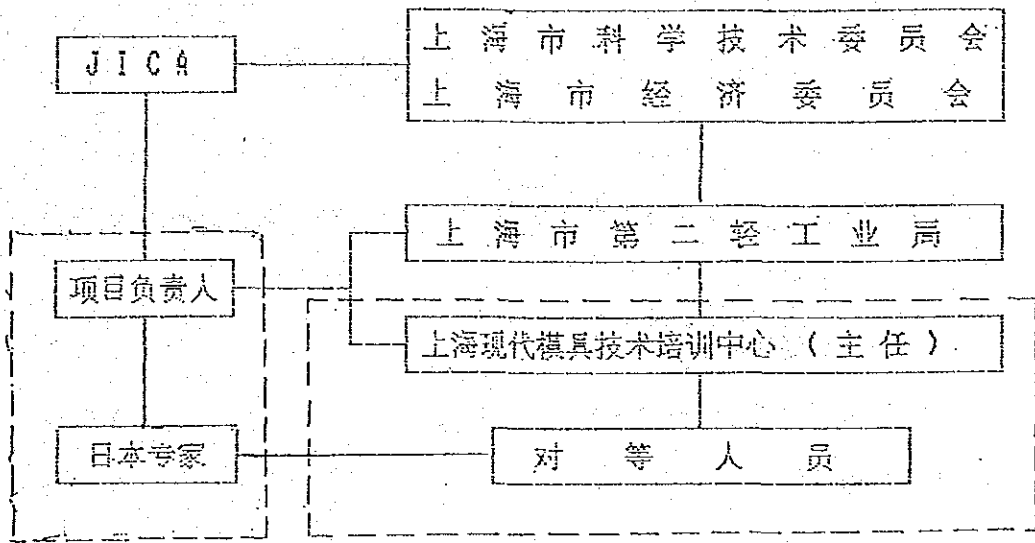 JICA
上海市科学技术委员会
上海市经济委员会
上海市第二轻工业局
项目负责人
上海现代模具技术培训中心(主任)
日本专家
对等人员